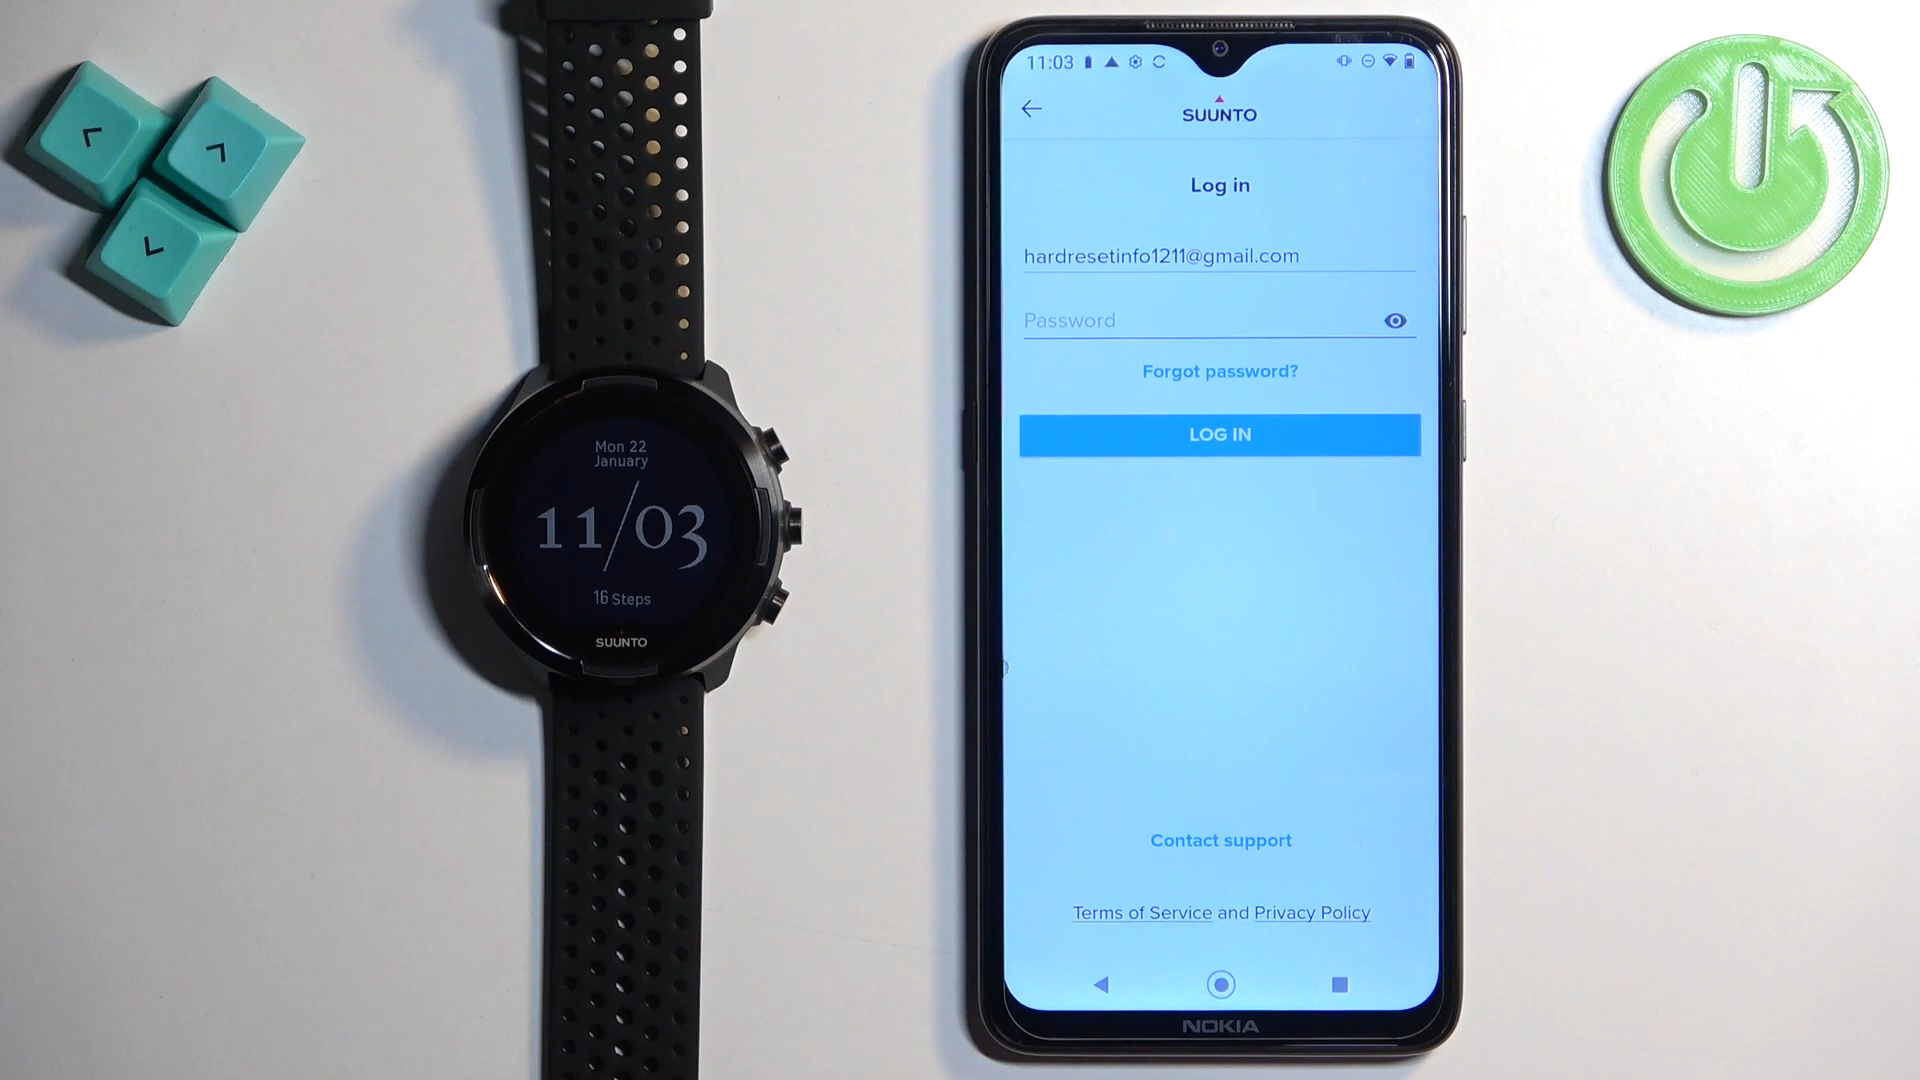 Mon 22
January
11/03
16 Steps
SUUNTO
11:03
SUUNTO
Log in
hardresetinfo1211@gmail.com
Password
Forgot password?
LOG IN
Contact support
Terms of Service and Privacy Policy
NOKIA